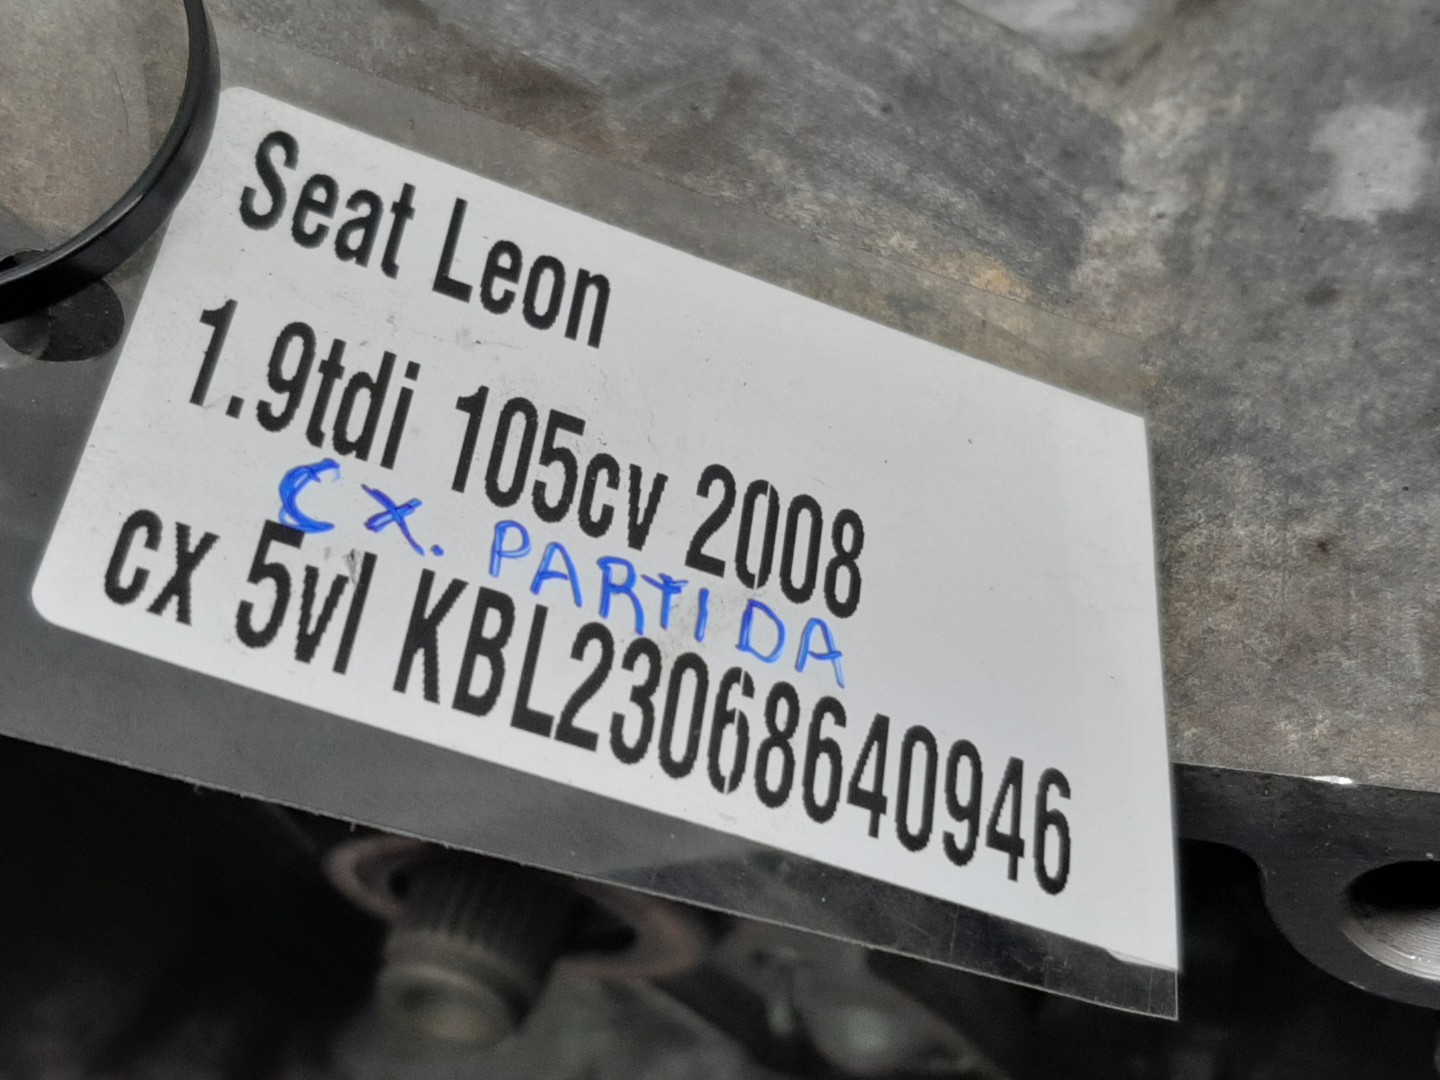 Seat Leon
1.9tdi 105cv 2008
CX. PARTIDA
cx 5vl KBL23068640946